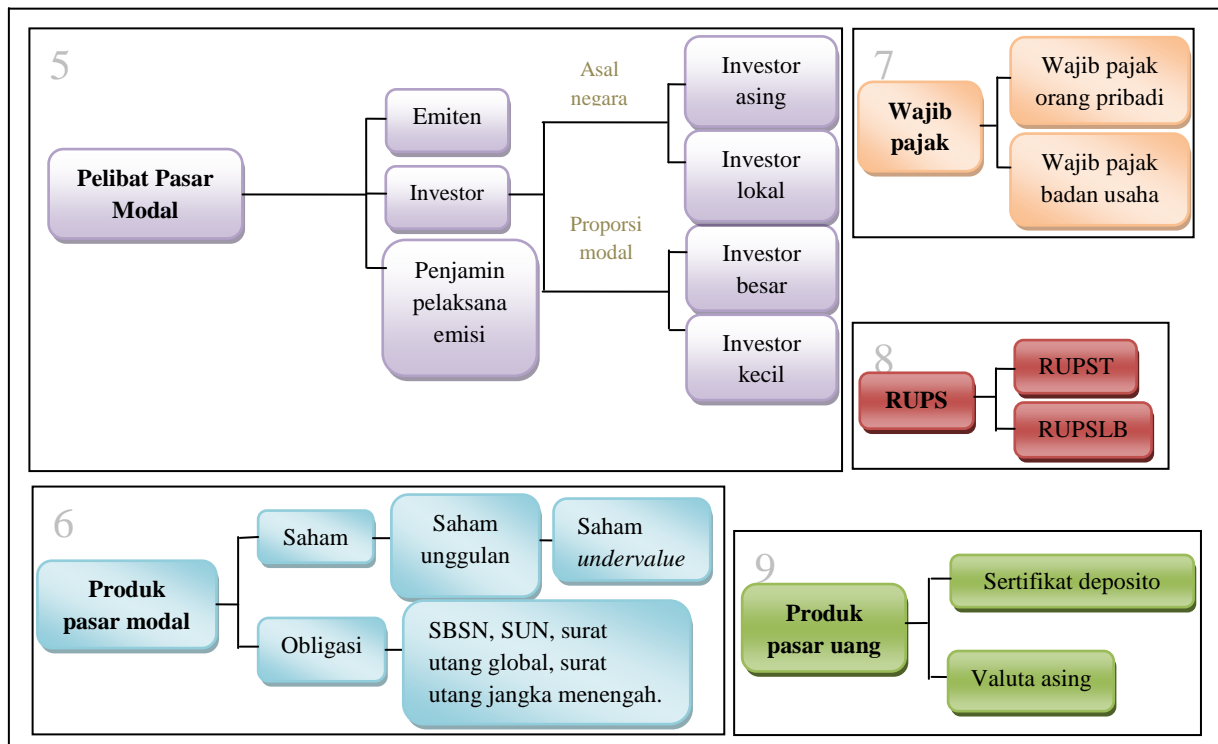 5
Pelibat Pasar
Modal
Emiten
Investor
Penjamin
pelaksana
emisi
Asal
negara
Proporsi
modal
Investor
asing
Investor
lokal
Investor
besar
Investor
kecil
7
Wajib
pajak
Wajib pajak
orang pribadi
Wajib pajak
badan usaha
8
RUPS
RUPST
RUPSLB
6
Produk
pasar modal
Saham
Saham
unggulan
Saham
undervalue
Obligasi
SBSN, SUN, surat
utang global, surat
utang jangka menengah.
9
Produk
pasar uang
Sertifikat deposito
Valuta asing